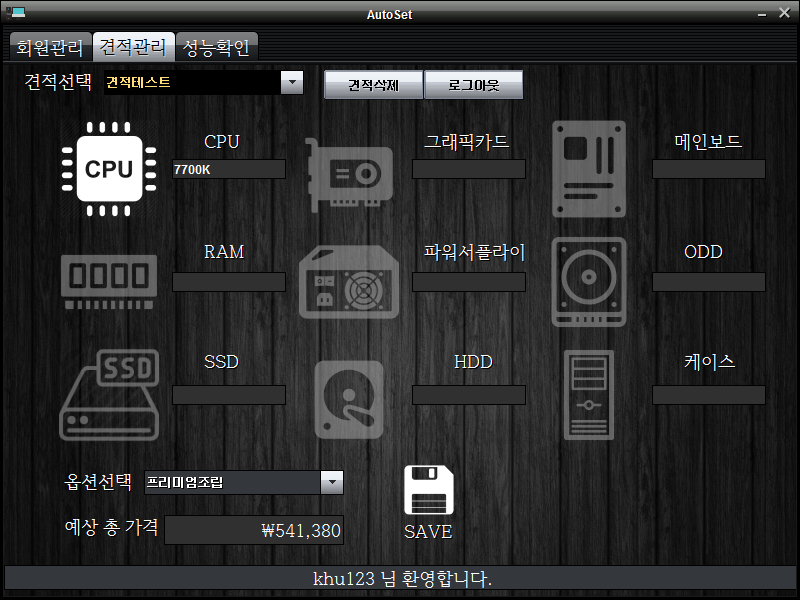 AutoSet
회원관리 견적관리 성능확인
견적선택 견적테스트 견적삭제 로그아웃
CPU 그래픽카드 메인보드
CPU 7700K
RAM 파워서플라이 ODD
SSD HDD 케이스
SSD
옵션선택 프리미엄조립
예상 총 가격 ₩541,380
SAVE
khu123 님 환영합니다.